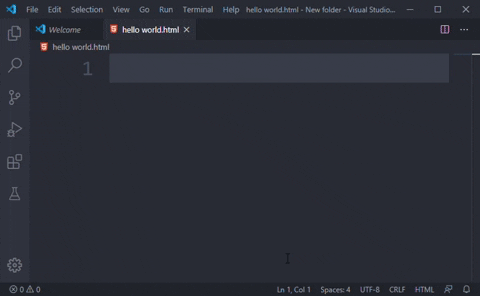 File Edit Selection View Go Run Terminal Help hello world.html - New folder - Visual Studio...
Welcome hello world.html
hello world.html
1
0 0 Ln 1, Col 1 Spaces: 4 UTF-8 CRLF HTML